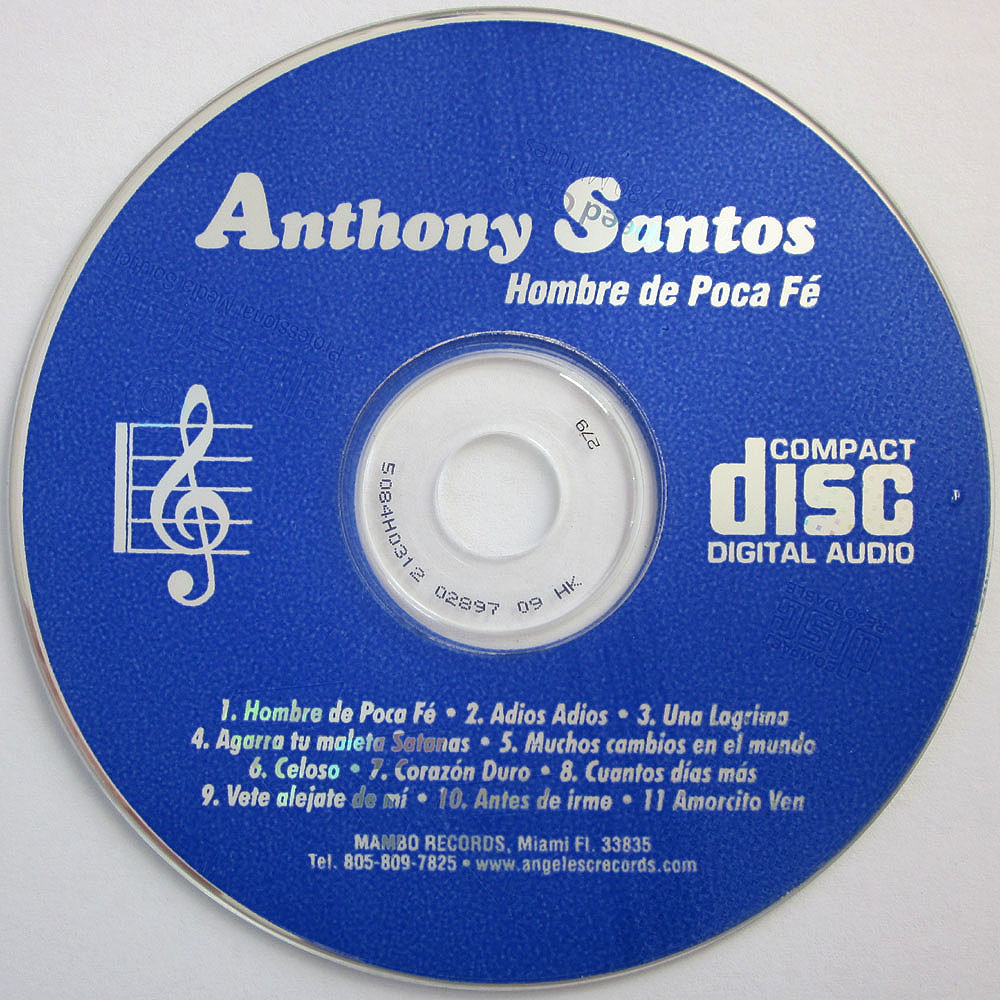 Anthony Santos
Hombre de Poca Fé
COMPACT
disc
DIGITAL AUDIO
279
5084H0312 02897 09 HK
1. Hombre de Poca Fé • 2. Adios Adios • 3. Una Lagrima
4. Agarra tu maleta Satanas • 5. Muchos cambios en el mundo
6. Celoso • 7. Corazón Duro • 8. Cuantos días más
9. Vete alejate de mí • 10. Antes de irme • 11 Amorcito Ven
MAMBO RECORDS, Miami Fl. 33835
Tel. 805-809-7825 • www.angelescrecords.com